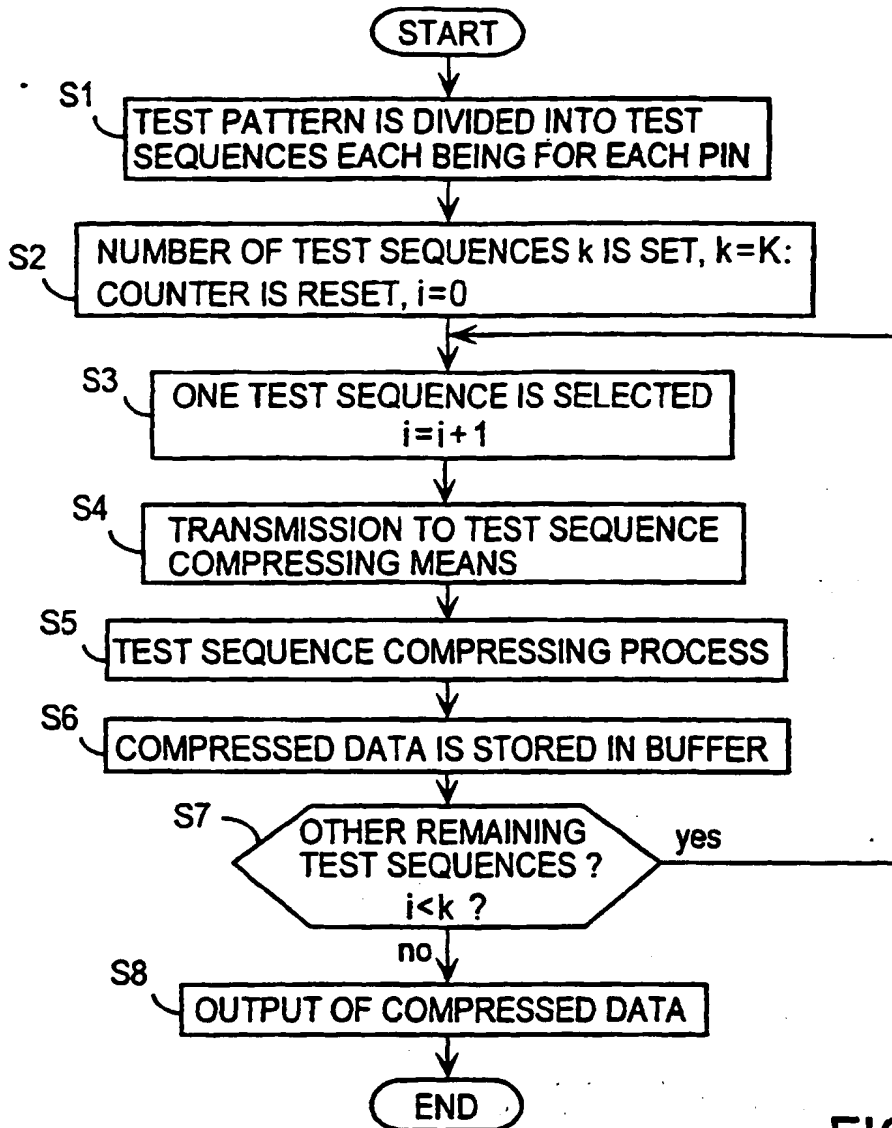 START
S1
TEST PATTERN IS DIVIDED INTO TEST
SEQUENCES EACH BEING FOR EACH PIN
S2
NUMBER OF TEST SEQUENCES k IS SET, k=K:
COUNTER IS RESET, i=0
S3
ONE TEST SEQUENCE IS SELECTED
i=i+1
S4
TRANSMISSION TO TEST SEQUENCE
COMPRESSING MEANS
S5
TEST SEQUENCE COMPRESSING PROCESS
S6
COMPRESSED DATA IS STORED IN BUFFER
S7
OTHER REMAINING
TEST SEQUENCES ?
i<k ?
yes
no
S8
OUTPUT OF COMPRESSED DATA
END